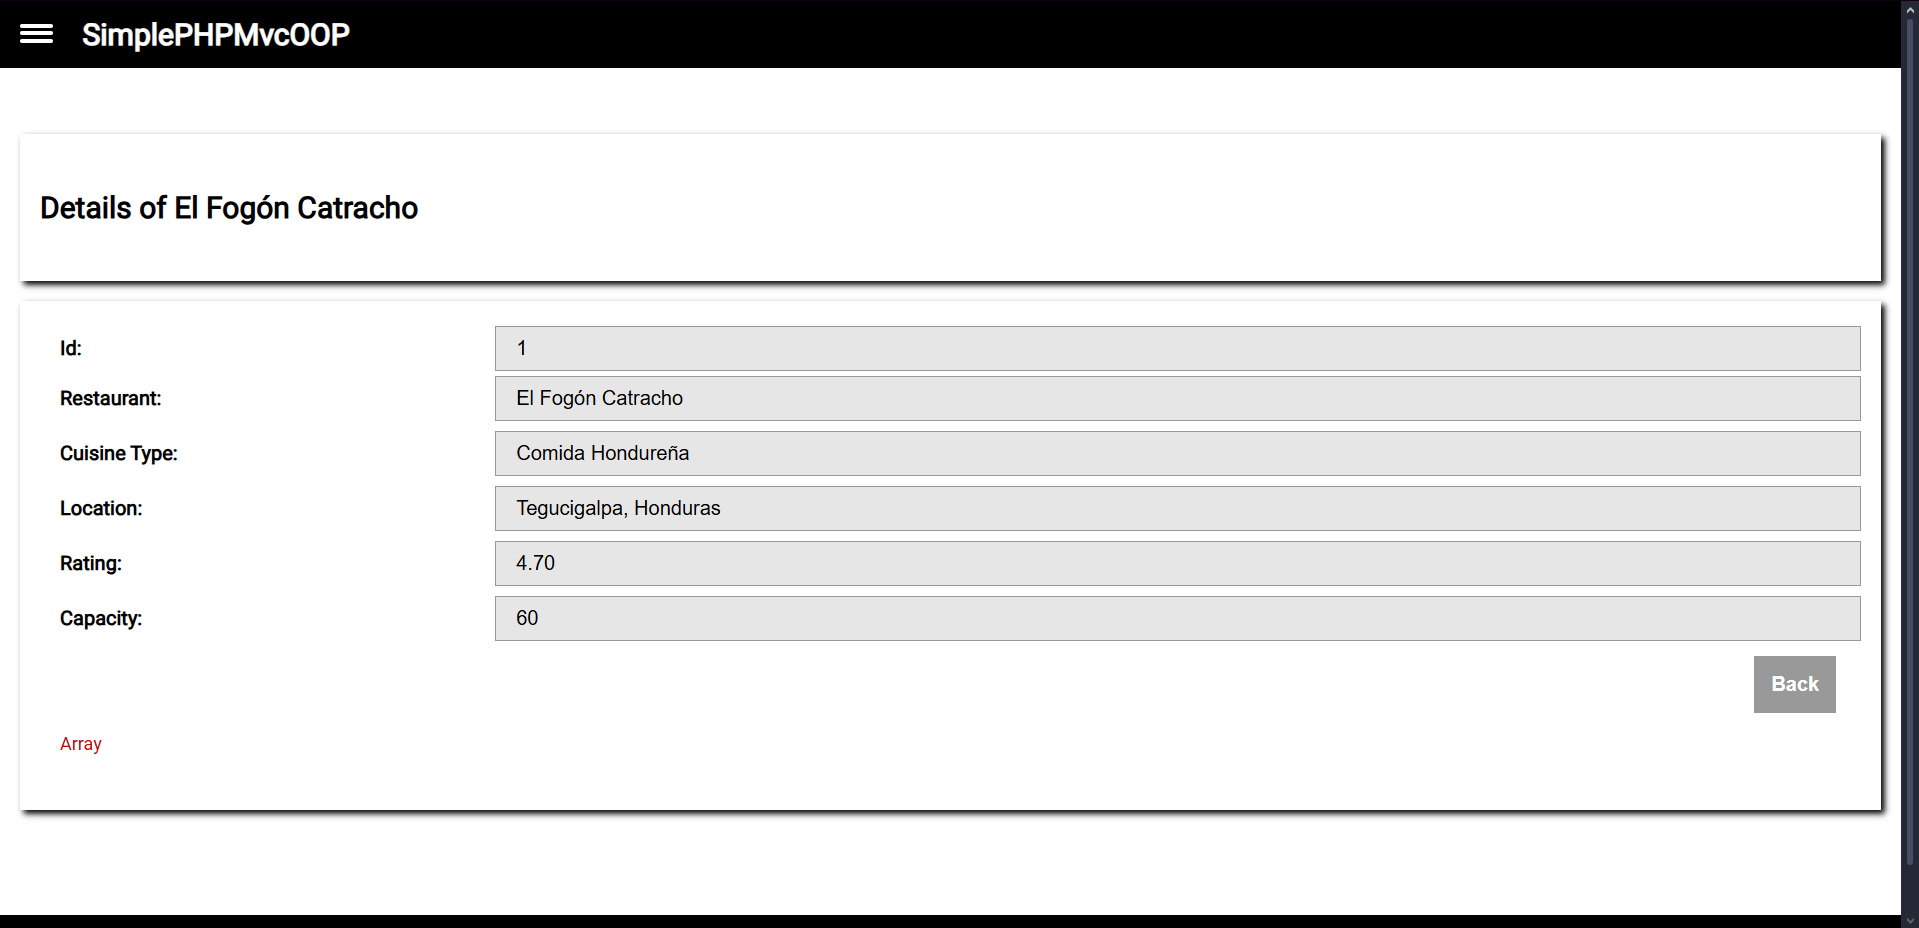 SimplePHPMvcOOP
Details of El Fogón Catracho
Id: 1
Restaurant: El Fogón Catracho
Cuisine Type: Comida Hondureña
Location: Tegucigalpa, Honduras
Rating: 4.70
Capacity: 60
Back
Array